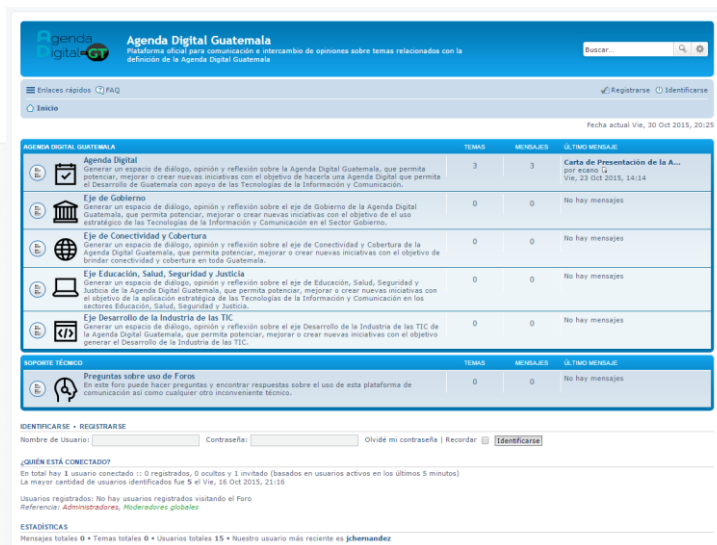 Agenda
Digital GT
Agenda Digital Guatemala
Plataforma oficial para comunicación e intercambio de opiniones sobre temas relacionados con la
definición de la Agenda Digital Guatemala
Buscar...
Enlaces rápidos FAQ
Registrarse Identificarse
Inicio
Fecha actual Vie, 30 Oct 2015, 20:25
AGENDA DIGITAL GUATEMALA TEMAS MENSAJES ÚLTIMO MENSAJE
Agenda Digital
Generar un espacio de diálogo, opinión y reflexión sobre la Agenda Digital Guatemala, que permita
potenciar, mejorar o crear nuevas iniciativas con el objetivo de hacerla una Agenda Digital que permita
el Desarrollo de Guatemala con apoyo de las Tecnologías de la Información y Comunicación.
3 3
Carta de Presentación de la A...
por ecano
Vie, 23 Oct 2015, 14:14
Eje de Gobierno
Generar un espacio de diálogo, opinión y reflexión sobre el eje de Gobierno de la Agenda Digital
Guatemala, que permita potenciar, mejorar o crear nuevas iniciativas con el objetivo de el uso
estratégico de las Tecnologías de la Información y Comunicación en el Sector Gobierno.
0 0 No hay mensajes
Eje de Conectividad y Cobertura
Generar un espacio de diálogo, opinión y reflexión sobre el eje de Conectividad y Cobertura de la
Agenda Digital Guatemala, que permita potenciar, mejorar o crear nuevas iniciativas con el objetivo de
brindar conectividad y cobertura en toda Guatemala.
0 0 No hay mensajes
Eje Educación, Salud, Seguridad y Justicia
Generar un espacio de diálogo, opinión y reflexión sobre el eje de Educación, Salud, Seguridad y
Justicia de la Agenda Digital Guatemala, que permita potenciar, mejorar o crear nuevas iniciativas con
el objetivo de la aplicación estratégica de las Tecnologías de la Información y Comunicación en los
sectores Educación, Salud, Seguridad y Justicia.
0 0 No hay mensajes
Eje Desarrollo de la Industria de las TIC
Generar un espacio de diálogo, opinión y reflexión sobre el eje Desarrollo de la Industria de las TIC de
la Agenda Digital Guatemala, que permita potenciar, mejorar o crear nuevas iniciativas con el objetivo
generar el Desarrollo de la Industria de las TIC.
0 0 No hay mensajes
SOPORTE TÉCNICO TEMAS MENSAJES ÚLTIMO MENSAJE
Preguntas sobre uso de Foros
En este foro puede hacer preguntas y encontrar respuestas sobre el uso de esta plataforma de
comunicación así como cualquier otro inconveniente técnico.
0 0 No hay mensajes
IDENTIFICARSE • REGISTRARSE
Nombre de Usuario: Contraseña: Olvidé mi contraseña | Recordar Identificarse
¿QUIÉN ESTÁ CONECTADO?
En total hay 1 usuario conectado :: 0 registrados, 0 ocultos y 1 invitado (basados en usuarios activos en los últimos 5 minutos)
La mayor cantidad de usuarios identificados fue 5 el Vie, 16 Oct 2015, 21:16
Usuarios registrados: No hay usuarios registrados visitando el Foro
Referencia: Administradores, Moderadores globales
ESTADÍSTICAS
Mensajes totales 0 • Temas totales 0 • Usuarios totales 15 • Nuestro usuario más reciente es jchernandez